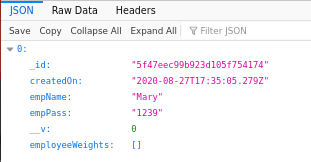 JSON Raw Data Headers
Save Copy Collapse All Expand All Filter JSON
0:
_id: "5f47eec99b923d105f754174"
createdOn: "2020-08-27T17:35:05.279Z"
empName: "Mary"
empPass: "1239"
__v: 0
employeeWeights: []